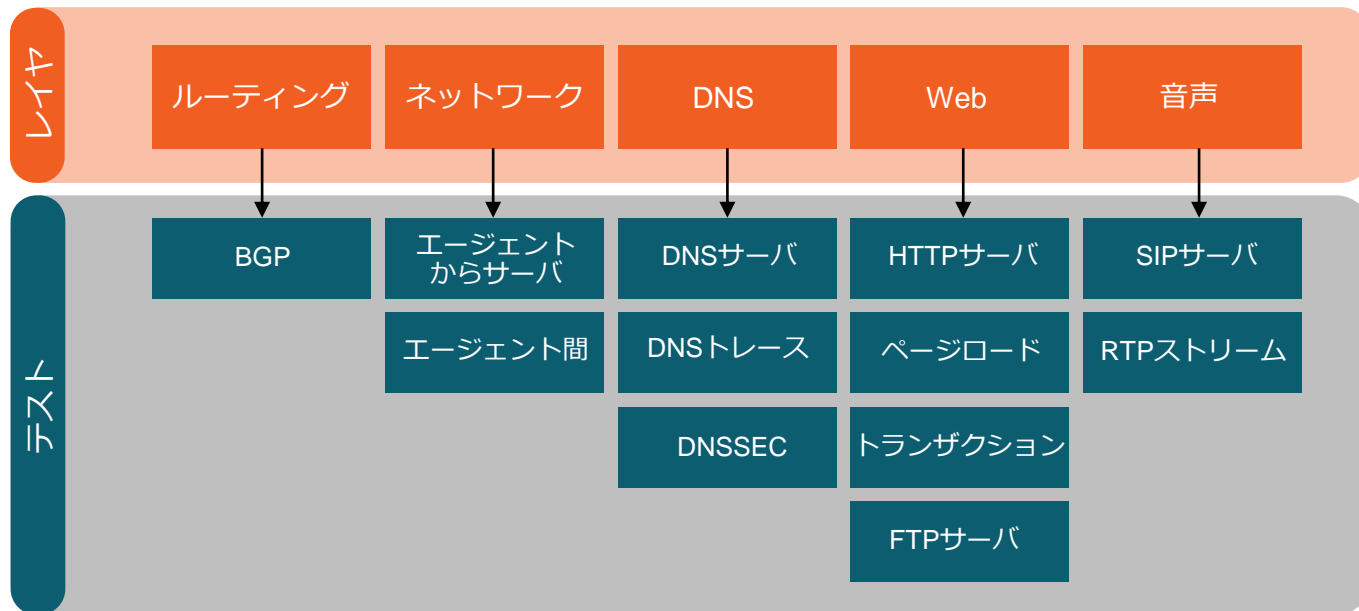 レイヤ
ルーティング
ネットワーク
DNS
Web
音声
テスト
BGP
エージェント
からサーバ
DNSサーバ
HTTPサーバ
SIPサーバ
エージェント間
DNSトレース
ページロード
RTPストリーム
DNSSEC
トランザクション
FTPサーバ